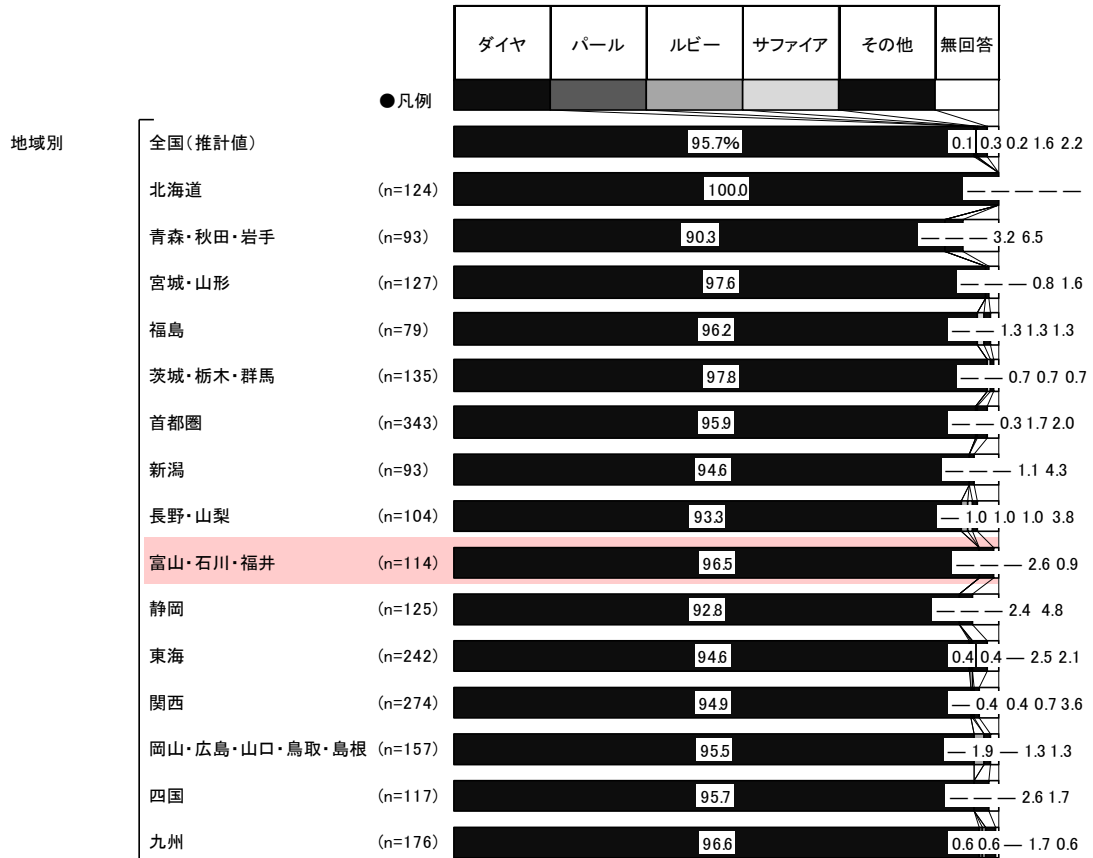 ダイヤ パール ルビー サファイア その他 無回答
●凡例
地域別 全国(推計値) 95.7% 0.1 0.3 0.2 1.6 2.2
北海道 (n=124) 100.0 — — — — —
青森・秋田・岩手 (n=93) 90.3 — — — 3.2 6.5
宮城・山形 (n=127) 97.6 — — — 0.8 1.6
福島 (n=79) 96.2 — — 1.3 1.3 1.3
茨城・栃木・群馬 (n=135) 97.8 — — 0.7 0.7 0.7
首都圏 (n=343) 95.9 — — 0.3 1.7 2.0
新潟 (n=93) 94.6 — — — 1.1 4.3
長野・山梨 (n=104) 93.3 — 1.0 1.0 1.0 3.8
富山・石川・福井 (n=114) 96.5 — — — 2.6 0.9
静岡 (n=125) 92.8 — — — 2.4 4.8
東海 (n=242) 94.6 0.4 0.4 — 2.5 2.1
関西 (n=274) 94.9 — 0.4 0.4 0.7 3.6
岡山・広島・山口・鳥取・島根 (n=157) 95.5 — 1.9 — 1.3 1.3
四国 (n=117) 95.7 — — — 2.6 1.7
九州 (n=176) 96.6 0.6 0.6 — 1.7 0.6